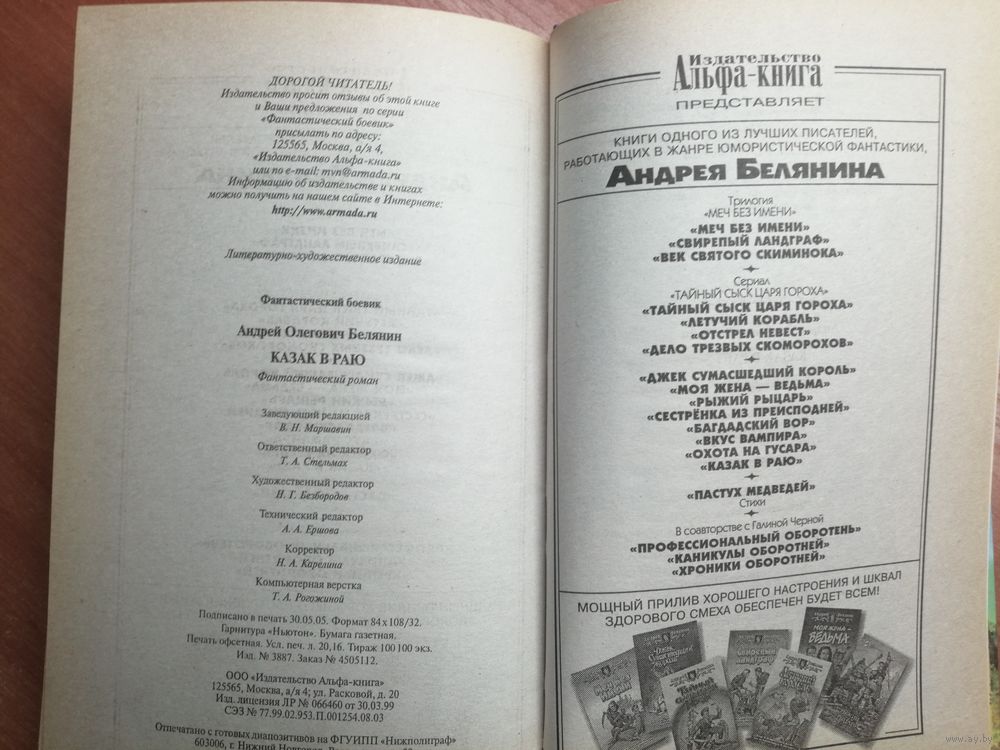 ДОРОГОЙ ЧИТАТЕЛЬ!
Издательство просит отзывы об этой книге
и Ваши предложения по серии
«Фантастический боевик»
присылать по адресу:
125565, Москва, а/я 4,
«Издательство Альфа-книга»
или по e-mail: mvn@armada.ru
Информацию об издательстве и книгах
можно получить на нашем сайте в Интернете:
http://www.armada.ru
Литературно-художественное издание
Фантастический боевик
Андрей Олегович Белянин
КАЗАК В РАЮ
Фантастический роман
Заведующий редакцией
В. Н. Маршавин
Ответственный редактор
Т. А. Стельмах
Художественный редактор
Н. Г. Безбородов
Технический редактор
А. А. Ершова
Корректор
Н. А. Карелина
Компьютерная верстка
Т. А. Рогожиной
Подписано в печать 30.05.05. Формат 84 х 108/32.
Гарнитура «Ньютон». Бумага газетная.
Печать офсетная. Усл. печ. л. 20,16. Тираж 100 100 экз.
Изд. № 3887. Заказ № 4505112.
ООО «Издательство Альфа-книга»
125565, Москва, а/я 4; ул. Расковой, д. 20
Изд. лицензия ЛР № 066460 от 30.03.99
СЭЗ № 77.99.02.953.П.001254.08.03
Отпечатано с готовых диапозитивов на ФГУИПП «Нижполиграф»
603006, г. Нижний Новгород,
Издательство
Альфа-книга
ПРЕДСТАВЛЯЕТ
КНИГИ ОДНОГО ИЗ ЛУЧШИХ ПИСАТЕЛЕЙ,
РАБОТАЮЩИХ В ЖАНРЕ ЮМОРИСТИЧЕСКОЙ ФАНТАСТИКИ,
АНДРЕЯ БЕЛЯНИНА
Трилогия
«МЕЧ БЕЗ ИМЕНИ»
«МЕЧ БЕЗ ИМЕНИ»
«СВИРЕПЫЙ ЛАНДГРАФ»
«ВЕК СВЯТОГО СКИМИНОКА»
Сериал
«ТАЙНЫЙ СЫСК ЦАРЯ ГОРОХА»
«ТАЙНЫЙ СЫСК ЦАРЯ ГОРОХА»
«ЛЕТУЧИЙ КОРАБЛЬ»
«ОТСТРЕЛ НЕВЕСТ»
«ДЕЛО ТРЕЗВЫХ СКОМОРОХОВ»
«ДЖЕК СУМАСШЕДШИЙ КОРОЛЬ»
«МОЯ ЖЕНА — ВЕДЬМА»
«РЫЖИЙ РЫЦАРЬ»
«СЕСТРЁНКА ИЗ ПРЕИСПОДНЕЙ»
«БАГДАДСКИЙ ВОР»
«ВКУС ВАМПИРА»
«ОХОТА НА ГУСАРА»
«КАЗАК В РАЮ»
«ПАСТУХ МЕДВЕДЕЙ»
Стихи
В соавторстве с Галиной Черной
«ПРОФЕССИОНАЛЬНЫЙ ОБОРОТЕНЬ»
«КАНИКУЛЫ ОБОРОТНЕЙ»
«ХРОНИКИ ОБОРОТНЕЙ»
МОЩНЫЙ ПРИЛИВ ХОРОШЕГО НАСТРОЕНИЯ И ШКВАЛ
ЗДОРОВОГО СМЕХА ОБЕСПЕЧЕН БУДЕТ ВСЕМ!
МОЯ ЖЕНА -
ВЕДЬМА
www.ay.by